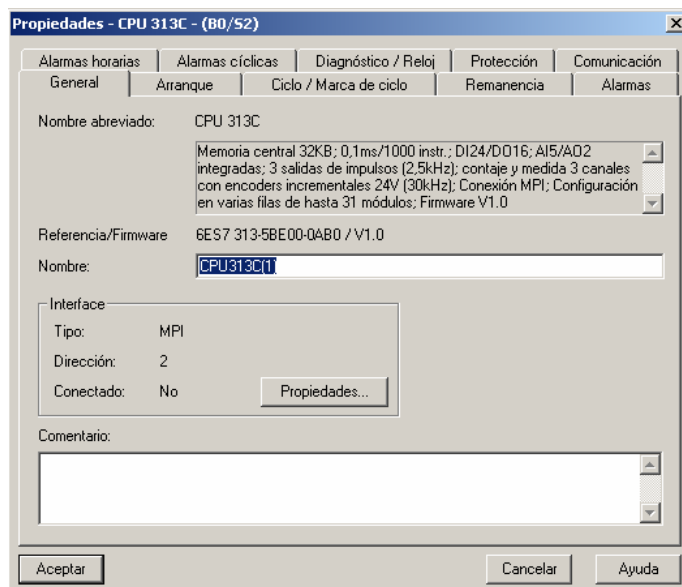 Propiedades - CPU 313C - (B0/S2)
Alarmas horarias Alarmas cíclicas Diagnóstico / Reloj Protección Comunicación
General Arranque Ciclo / Marca de ciclo Remanencia Alarmas
Nombre abreviado: CPU 313C
Memoria central 32KB; 0,1ms/1000 instr.; DI24/DO16; AI5/AO2
integradas; 3 salidas de impulsos (2,5kHz); contaje y medida 3 canales
con encoders incrementales 24V (30kHz); Conexión MPI; Configuración
en varias filas de hasta 31 módulos; Firmware V1.0
Referencia/Firmware 6ES7 313-5BE00-0AB0 / V1.0
Nombre: CPU313C(1)
Interface
Tipo: MPI
Dirección: 2
Conectado: No Propiedades...
Comentario:
Aceptar Cancelar Ayuda